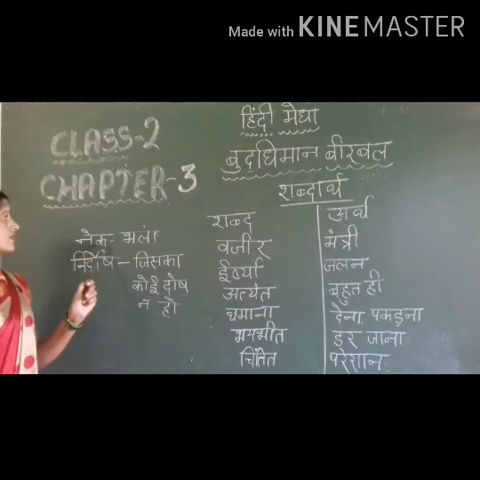 Made with KINEMASTER
हिंदी मेधा
CLASS-2
बुद्धिमान बीरबल
CHAPTER-3
शब्दार्थ
शब्द अर्थ
नेक- भला
वजीर मंत्री
निर्दोष - जिसका
ईर्ष्या जलन
कोई दोष
अत्यंत बहुत ही
न हो
थमाना देना, पकड़ना
भयभीत डर जाना
चिंतित परेशान